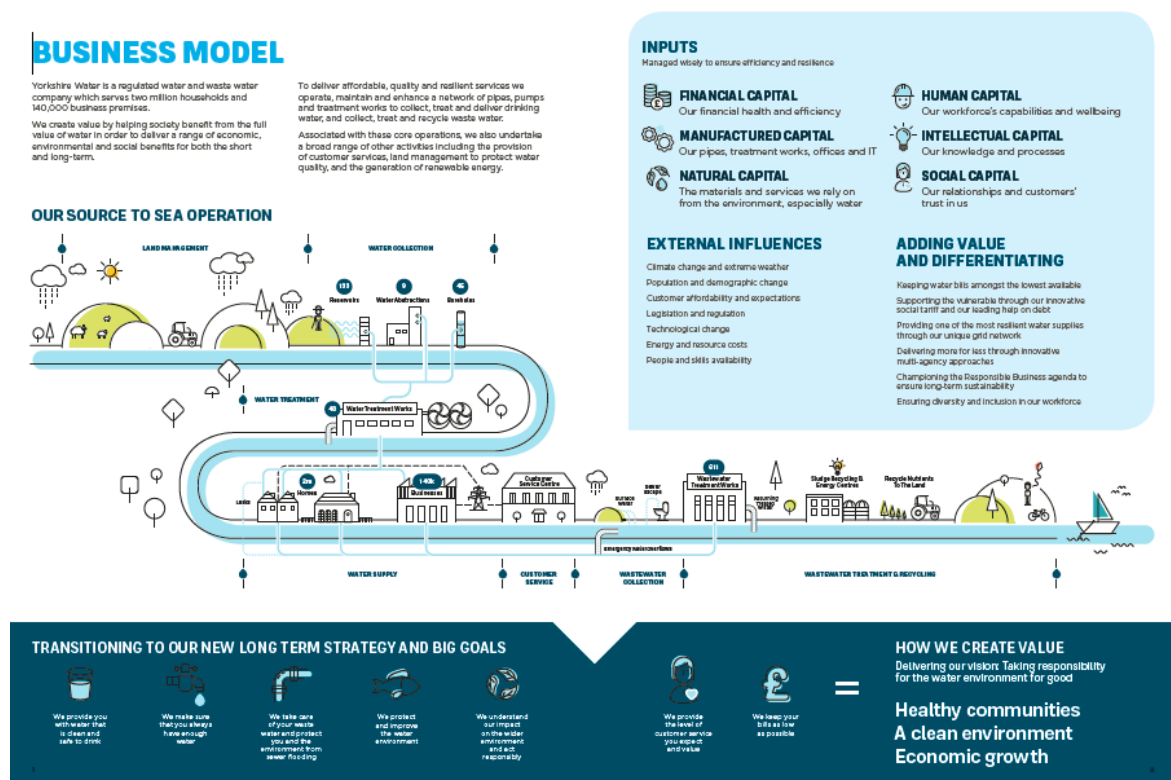 BUSINESS MODEL
Yorkshire Water is a regulated water and waste water
company which serves two million households and
140,000 business premises.
We create value by helping society benefit from the full
value of water in order to deliver a range of economic,
environmental and social benefits for both the short
and long-term.
To deliver affordable, quality and resilient services we
operate, maintain and enhance a network of pipes, pumps
and treatment works to collect, treat and deliver drinking
water, and collect, treat and recycle waste water.
Associated with these core operations, we also undertake
a broad range of other activities including the provision
of customer services, land management to protect water
quality, and the generation of renewable energy.
INPUTS
Managed wisely to ensure efficiency and resilience
FINANCIAL CAPITAL
Our financial health and efficiency
MANUFACTURED CAPITAL
Our pipes, treatment works, offices and IT
NATURAL CAPITAL
The materials and services we rely on
from the environment, especially water
HUMAN CAPITAL
Our workforce's capabilities and wellbeing
INTELLECTUAL CAPITAL
Our knowledge and processes
SOCIAL CAPITAL
Our relationships and customers'
trust in us
EXTERNAL INFLUENCES
Climate change and extreme weather
Population and demographic change
Customer affordability and expectations
Legislation and regulation
Technological change
Energy and resource costs
People and skills availability
ADDING VALUE
AND DIFFERENTIATING
Keeping water bills amongst the lowest available
Supporting the vulnerable through our innovative
social tariff and our leading help on debt
Providing one of the most resilient water supplies
through our unique grid network
Delivering more for less through innovative
multi-agency approaches
Championing the Responsible Business agenda to
ensure long-term sustainability
Ensuring diversity and inclusion in our workforce
OUR SOURCE TO SEA OPERATION
LAND MANAGEMENT
WATER COLLECTION
133
Reservoirs
9
Water Abstractions
Boreholes
WATER TREATMENT
Water Treatment Works
Leaks
2m
Homes
140k
Businesses
Customer
Service Centre
Surface
water
Sewer
escape
611
Wastewater
Treatment Works
Returning
water
Sludge Recycling &
Energy Centres
Recycle Nutrients
To The Land
Emergency water overflows
WATER SUPPLY
CUSTOMER
SERVICE
WASTEWATER
COLLECTION
WASTEWATER TREATMENT & RECYCLING
TRANSITIONING TO OUR NEW LONG TERM STRATEGY AND BIG GOALS
We provide you
with water that
is clean and
safe to drink
We make sure
that you always
have enough
water
We take care
of your waste
water and protect
you and the
environment from
sewer flooding
We protect
and improve
the water
environment
We understand
our impact
on the wider
environment
and act
responsibly
We provide
the level of
customer service
you expect
and value
We keep your
bills as low
as possible
=
HOW WE CREATE VALUE
Delivering our vision: Taking responsibility
for the water environment for good
Healthy communities
A clean environment
Economic growth